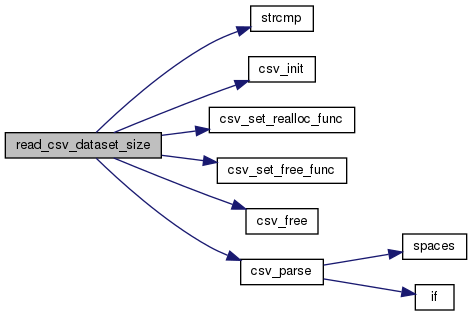 strcmp
csv_init
csv_set_realloc_func
read_csv_dataset_size
csv_set_free_func
csv_free
spaces
csv_parse
if